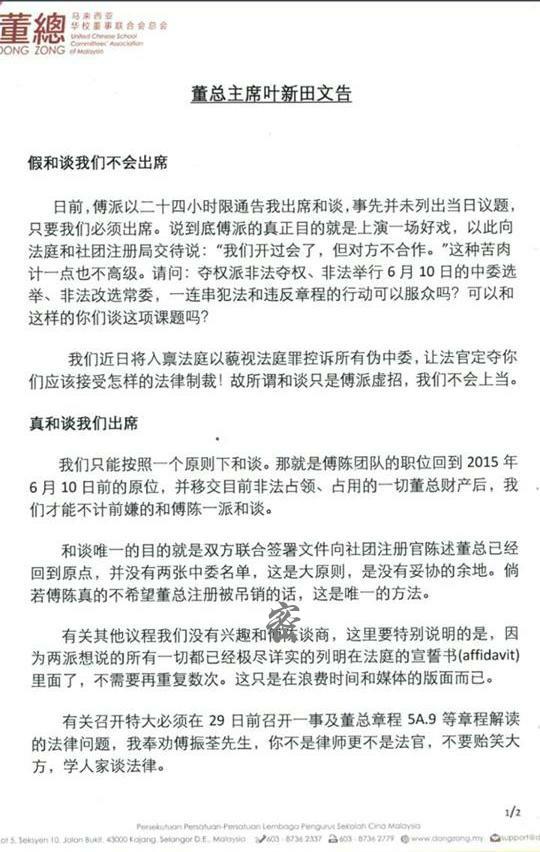 董總
DONG ZONG
马来西亚
华校董事联合会总会
United Chinese School
Committees' Association
of Malaysia
董总主席叶新田文告
假和谈我们不会出席
日前,傅派以二十四小时限通告我出席和谈,事先并未列出当日议题,
只要我们必须出席。说到底傅派的真正目的就是上演一场好戏,以此向
法庭和社团注册局交待说:“我们开过会了,但对方不合作。”这种苦肉
计一点也不高级。请问:夺权派非法夺权、非法举行 6 月 10 日的中委选
举、非法改选常委,一连串犯法和违反章程的行动可以服众吗?可以和
这样的你们谈这项课题吗?
我们近日将入禀法庭以藐视法庭罪控诉所有伪中委,让法官定夺你
们应该接受怎样的法律制裁!故所谓和谈只是傅派虚招,我们不会上当。
真和谈我们出席
我们只能按照一个原则下和谈。那就是傅陈团队的职位回到 2015 年
6 月 10 日前的原位,并移交目前非法占领、占用的一切董总财产后,我
们才能不计前嫌的和傅陈一派和谈。
和谈唯一的目的就是双方联合签署文件向社团注册官陈述董总已经
回到原点,并没有两张中委名单,这是大原则,是没有妥协的余地。倘
若傅陈真的不希望董总注册被吊销的话,这是唯一的方法。
密
有关其他议程我们没有兴趣和傅派谈商,这里要特别说明的是,因
为两派想说的所有一切都已经极尽详实的列明在法庭的宣誓书(affidavit)
里面了,不需要再重复数次。这只是在浪费时间和媒体的版面而已。
有关召开特大必须在 29 日前召开一事及董总章程 5A.9 等章程解读
的法律问题,我奉劝傅振荃先生,你不是律师更不是法官,不要贻笑大
方,学人家谈法律。
1/2
Persekutuan Persatuan-Persatuan Lembaga Pengurus Sekolah Cina Malaysia
ot 5, Seksyen 10, Jalan Bukit, 43000 Kajang, Selangor D.E., Malaysia 603-8736 2337 603-8736 2779 www.dongzong.my support@d